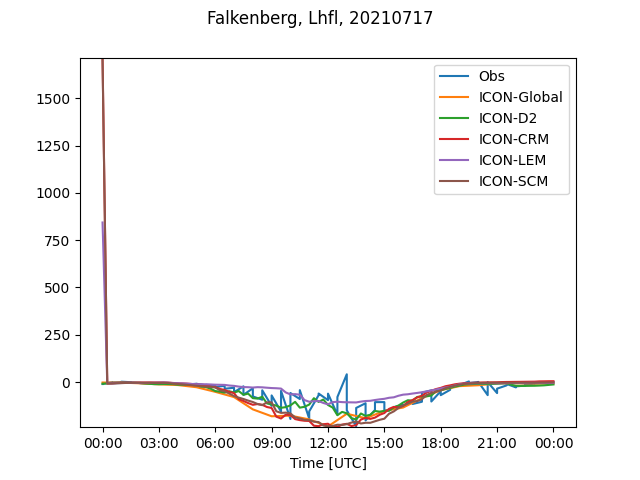 Falkenberg, Lhfl, 20210717
Obs
ICON-Global
ICON-D2
ICON-CRM
ICON-LEM
ICON-SCM
1500
1250
1000
750
500
250
0
00:00 03:00 06:00 09:00 12:00 15:00 18:00 21:00 00:00
Time [UTC]